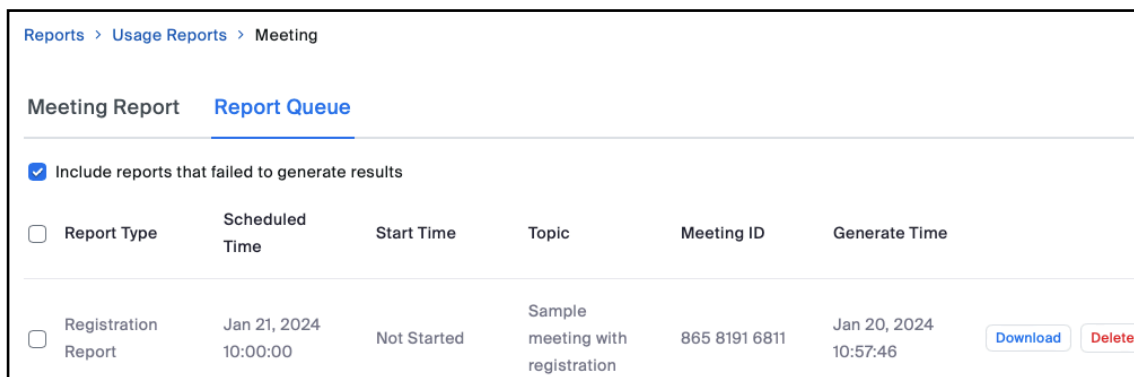 Reports > Usage Reports > Meeting
Meeting Report Report Queue
Include reports that failed to generate results
Report Type Scheduled Time Start Time Topic Meeting ID Generate Time
Registration Report Jan 21, 2024 10:00:00 Not Started Sample meeting with registration 865 8191 6811 Jan 20, 2024 10:57:46 Download Delete